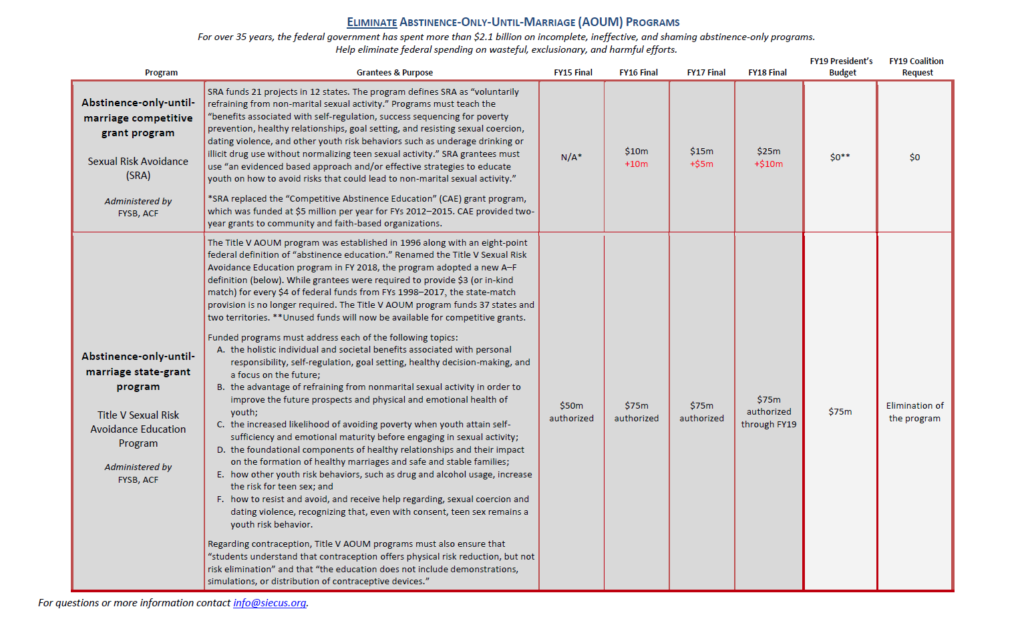 ELIMINATE ABSTINENCE-ONLY-UNTIL-MARRIAGE (AOUM) PROGRAMS
For over 35 years, the federal government has spent more than $2.1 billion on incomplete, ineffective, and shaming abstinence-only programs.
Help eliminate federal spending on wasteful, exclusionary, and harmful efforts.
Program
Grantees & Purpose
FY15 Final
FY16 Final
FY17 Final
FY18 Final
FY19 President's
Budget
FY19 Coalition
Request
Abstinence-only-until-
marriage competitive
grant program
Sexual Risk Avoidance
(SRA)
Administered by
FYSB, ACF
SRA funds 21 projects in 12 states. The program defines SRA as "voluntarily
refraining from non-marital sexual activity." Programs must teach the
"benefits associated with self-regulation, success sequencing for poverty
prevention, healthy relationships, goal setting, and resisting sexual coercion,
dating violence, and other youth risk behaviors such as underage drinking or
illicit drug use without normalizing teen sexual activity." SRA grantees must
use "an evidenced based approach and/or effective strategies to educate
youth on how to avoid risks that could lead to non-marital sexual activity."
*SRA replaced the "Competitive Abstinence Education" (CAE) grant program,
which was funded at $5 million per year for FYs 2012–2015. CAE provided two-
year grants to community and faith-based organizations.
N/A*
$10m
+10m
$15m
+$5m
$25m
+$10m
$0**
$0
Abstinence-only-until-
marriage state-grant
program
Title V Sexual Risk
Avoidance Education
Program
Administered by
FYSB, ACF
The Title V AOUM program was established in 1996 along with an eight-point
federal definition of "abstinence education." Renamed the Title V Sexual Risk
Avoidance Education program in FY 2018, the program adopted a new A–F
definition (below). While grantees were required to provide $3 (or in-kind
match) for every $4 of federal funds from FYs 1998–2017, the state-match
provision is no longer required. The Title V AOUM program funds 37 states and
two territories. **Unused funds will now be available for competitive grants.
Funded programs must address each of the following topics:
A. the holistic individual and societal benefits associated with personal
responsibility, self-regulation, goal setting, healthy decision-making, and
a focus on the future;
B. the advantage of refraining from nonmarital sexual activity in order to
improve the future prospects and physical and emotional health of
youth;
C. the increased likelihood of avoiding poverty when youth attain self-
sufficiency and emotional maturity before engaging in sexual activity;
D. the foundational components of healthy relationships and their impact
on the formation of healthy marriages and safe and stable families;
E. how other youth risk behaviors, such as drug and alcohol usage, increase
the risk for teen sex; and
F. how to resist and avoid, and receive help regarding, sexual coercion and
dating violence, recognizing that, even with consent, teen sex remains a
youth risk behavior.
Regarding contraception, Title V AOUM programs must also ensure that
"students understand that contraception offers physical risk reduction, but not
risk elimination" and that "the education does not include demonstrations,
simulations, or distribution of contraceptive devices."
$50m
authorized
$75m
authorized
$75m
authorized
$75m
authorized
through FY19
$75m
Elimination of
the program
For questions or more information contact info@siecus.org.